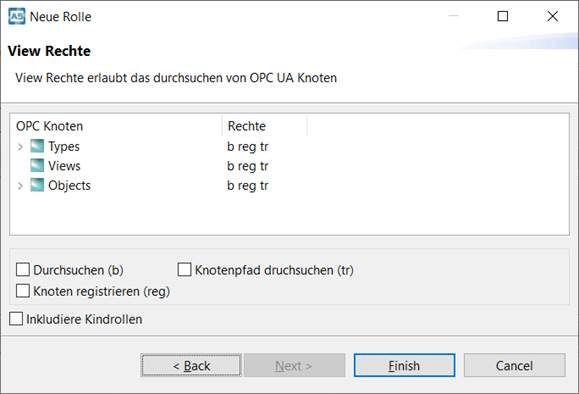 Neue Rolle
View Rechte
View Rechte erlaubt das durchsuchen von OPC UA Knoten
OPC Knoten Rechte
Types b reg tr
Views b reg tr
Objects b reg tr
Durchsuchen (b) Knotenpfad druchsuchen (tr)
Knoten registrieren (reg)
Inkludiere Kindrollen
< Back Next > Finish Cancel